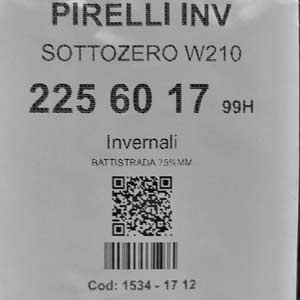 PIRELLI INV
SOTTOZERO W210
225 60 17 99H
Invernali
BATTISTRADA 75%MM
Cod: 1534 - 17 12